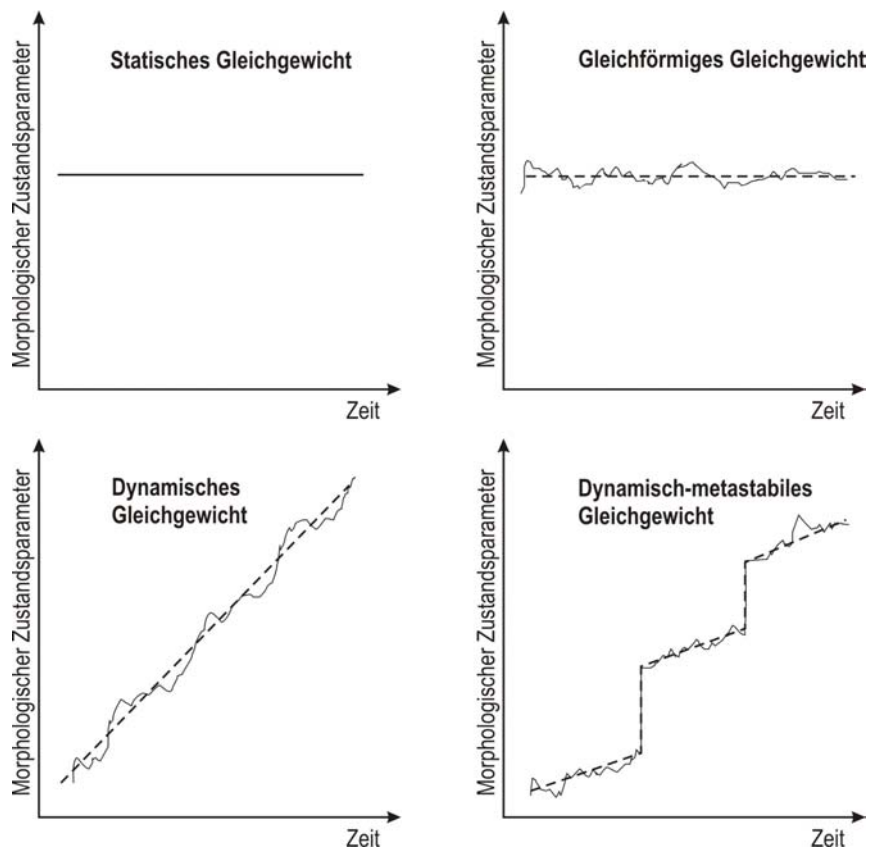 Morphologischer Zustandsparameter
Statisches Gleichgewicht
Zeit
Morphologischer Zustandsparameter
Gleichförmiges Gleichgewicht
Zeit
Morphologischer Zustandsparameter
Dynamisches
Gleichgewicht
Zeit
Morphologischer Zustandsparameter
Dynamisch-metastabiles
Gleichgewicht
Zeit